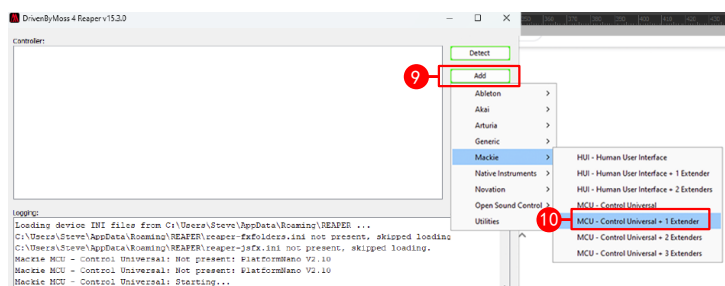 DrivenByMoss 4 Reaper v15.3.0
Controller:
Detect
9
Add
Ableton
Akai
Arturia
Generic
Mackie
Native Instruments
Novation
Open Sound Control
Utilities
HUI - Human User Interface
HUI - Human User Interface + 1 Extender
HUI - Human User Interface + 2 Extenders
MCU - Control Universal
10
MCU - Control Universal + 1 Extender
MCU - Control Universal + 2 Extenders
MCU - Control Universal + 3 Extenders
Logging:
Loading device INI files from C:\Users\Steve\AppData\Roaming\REAPER ...
C:\Users\Steve\AppData\Roaming\REAPER\reaper-fxfolders.ini not present, skipped loading
C:\Users\Steve\AppData\Roaming\REAPER\reaper-jsfx.ini not present, skipped loading.
Mackie MCU - Control Universal: Not present: PlatformNano V2.10
Mackie MCU - Control Universal: Not present: PlatformNano V2.10
Mackie MCU - Control Universal: Starting...